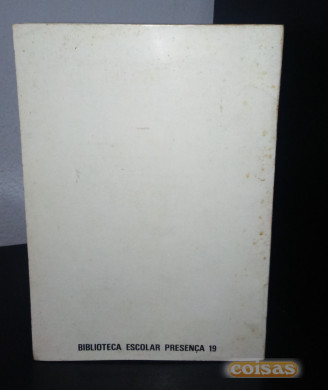 BIBLIOTECA ESCOLAR PRESENÇA 19
coisas